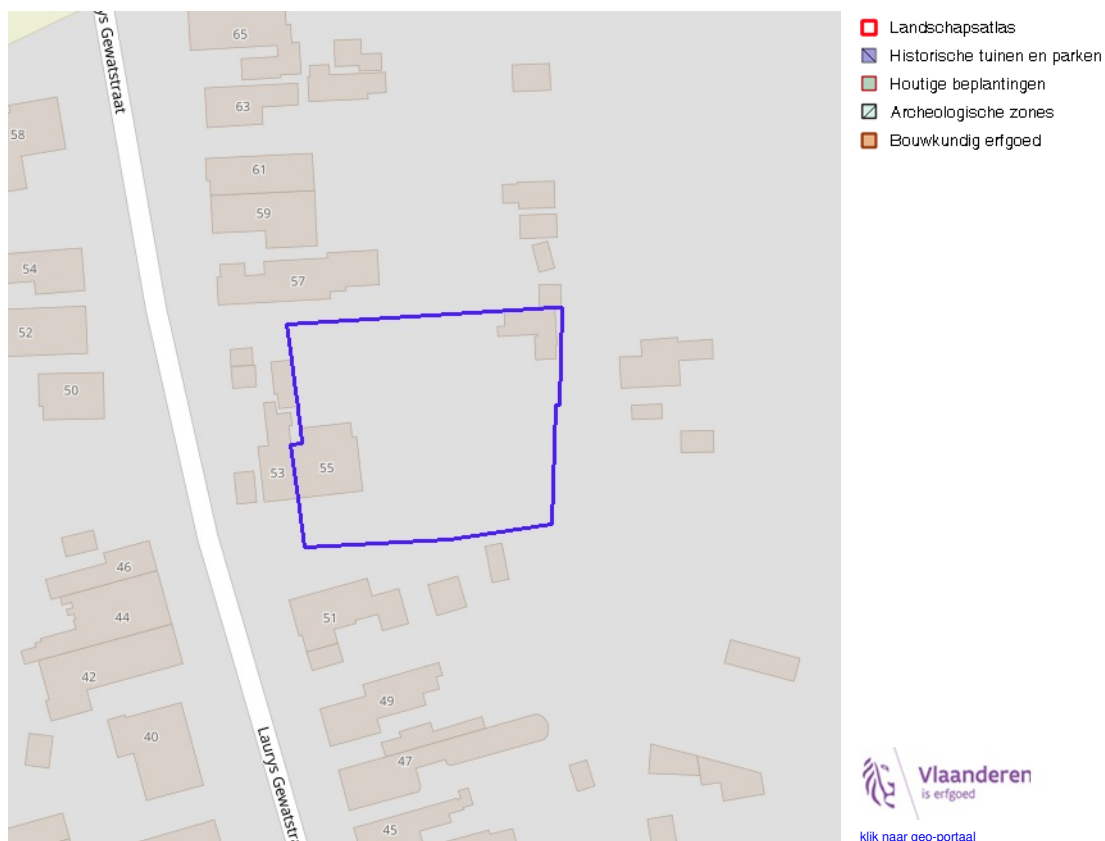 Laurys Gewatstraat
65
63
58
61
59
54
57
52
50
53
55
46
44
51
42
49
40
47
Laurys Gewatstra
45
Landschapsatlas
Historische tuinen en parken
Houtige beplantingen
Archeologische zones
Bouwkundig erfgoed
Vlaanderen
is erfgoed
klik naar geo-portaal